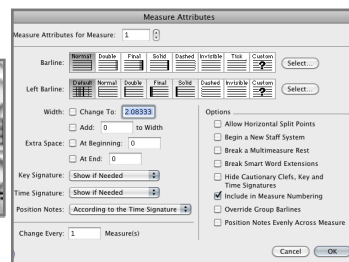 Measure Attributes
Measure Attributes for Measure: 1
Normal Double Final Solid Dashed Invisible Tick Custom
Barline: ? Select...
Default Normal Double Final Solid Dashed Invisible Custom
Left Barline: ? Select...
Width: Change To: 2.08333
Add: 0 to Width
Extra Space: At Beginning: 0
At End: 0
Key Signature: Show if Needed
Time Signature: Show if Needed
Position Notes: According to the Time Signature
Change Every: 1 Measure(s)
Options
Allow Horizontal Split Points
Begin a New Staff System
Break a Multimeasure Rest
Break Smart Word Extensions
Hide Cautionary Clefs, Key and
Time Signatures
Include in Measure Numbering
Override Group Barlines
Position Notes Evenly Across Measure
Cancel OK